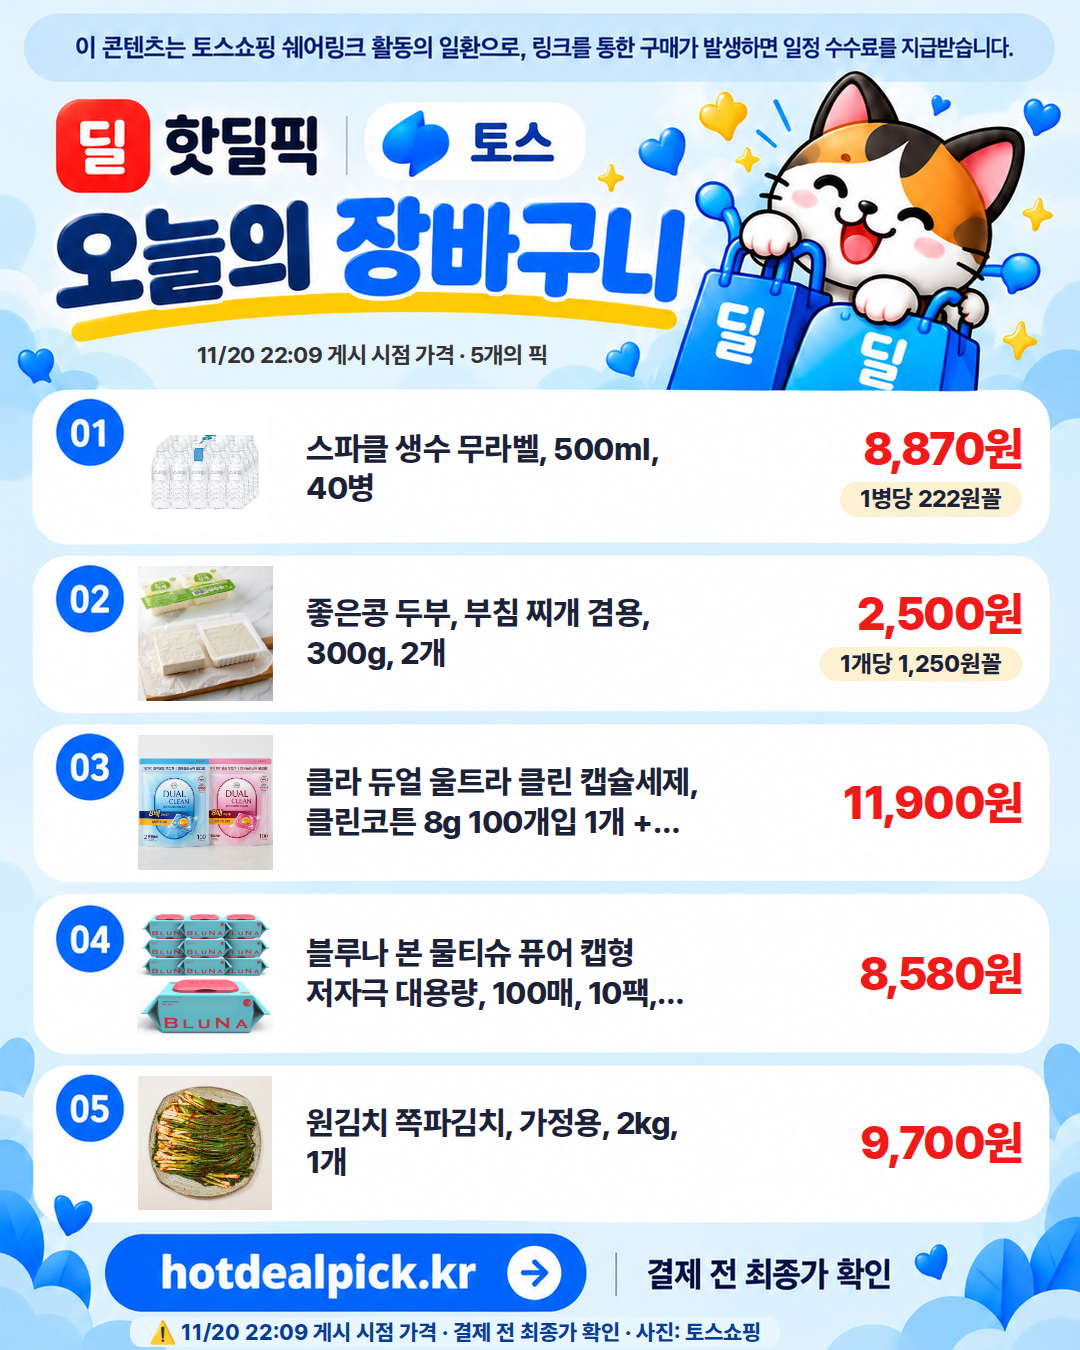 이 콘텐츠는 토스쇼핑 쉐어링크 활동의 일환으로, 링크를 통한 구매가 발생하면 일정 수수료를 지급받습니다.
딜 핫딜픽 토스
오늘의 장바구니
딜
딜
11/20 22:09 게시 시점 가격 · 5개의 픽
01
스파클 생수 무라벨, 500ml,
40병
8,870원
1병당 222원꼴
02
좋은콩 두부, 부침 찌개 겸용,
300g, 2개
2,500원
1개당 1,250원꼴
03
DUAL
CLEAN
100
DUAL
CLEAN
100
클라 듀얼 울트라 클린 캡슐세제,
클린코튼 8g 100개입 1개 +...
11,900원
04
BLUNA
블루나 본 물티슈 퓨어 캡형
저자극 대용량, 100매, 10팩,...
8,580원
05
원김치 쪽파김치, 가정용, 2kg,
1개
9,700원
hotdealpick.kr
결제 전 최종가 확인
⚠️ 11/20 22:09 게시 시점 가격 · 결제 전 최종가 확인 · 사진: 토스쇼핑